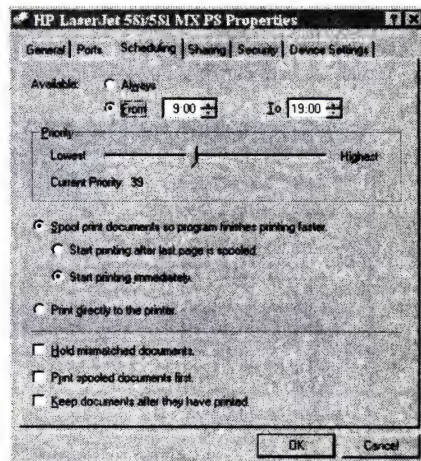 HP LaserJet 5Si/5Si MX PS Properties
General Ports Scheduling Sharing Security Device Settings
Available: Always
From 9:00 To 19:00
Priority
Lowest Highest
Current Priority: 39
Spool print documents so program finishes printing faster.
Start printing after last page is spooled.
Start printing immediately.
Print directly to the printer.
Hold mismatched documents.
Print spooled documents first.
Keep documents after they have printed.
OK Cancel